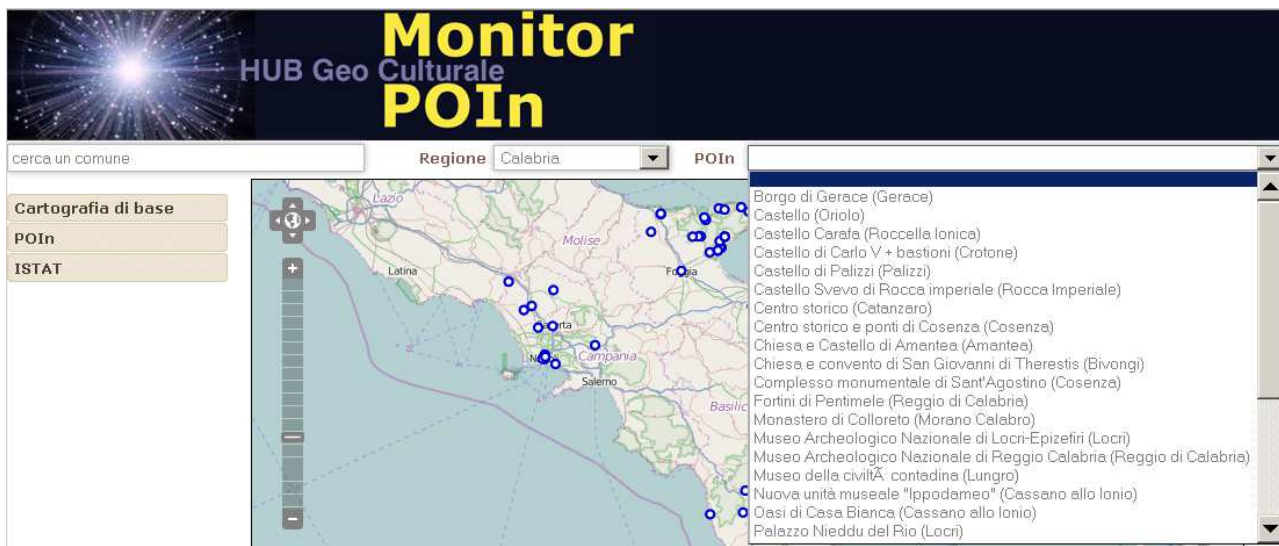 Monitor
HUB Geo Culturale
POIn
cerca un comune
Regione Calabria POIn
Cartografia di base
POIn
ISTAT
Lazio
Molise
Latina
Campania
Salerno
Borgo di Gerace (Gerace)
Castello (Oriolo)
Castello Carafa (Roccella Ionica)
Castello di Carlo V + bastioni (Crotone)
Castello di Palizzi (Palizzi)
Castello Svevo di Rocca imperiale (Rocca Imperiale)
Centro storico (Catanzaro)
Centro storico e ponti di Cosenza (Cosenza)
Chiesa e Castello di Amantea (Amantea)
Chiesa e convento di San Giovanni di Therestis (Bivongi)
Complesso monumentale di Sant'Agostino (Cosenza)
Fortini di Pentimele (Reggio di Calabria)
Monastero di Colloreto (Morano Calabro)
Museo Archeologico Nazionale di Locri-Epizefiri (Locri)
Museo Archeologico Nazionale di Reggio Calabria (Reggio di Calabria)
Museo della civiltÃ contadina (Lungro)
Nuova unità museale "Ippodameo" (Cassano allo Ionio)
Oasi di Casa Bianca (Cassano allo Ionio)
Palazzo Nieddu del Rio (Locri)